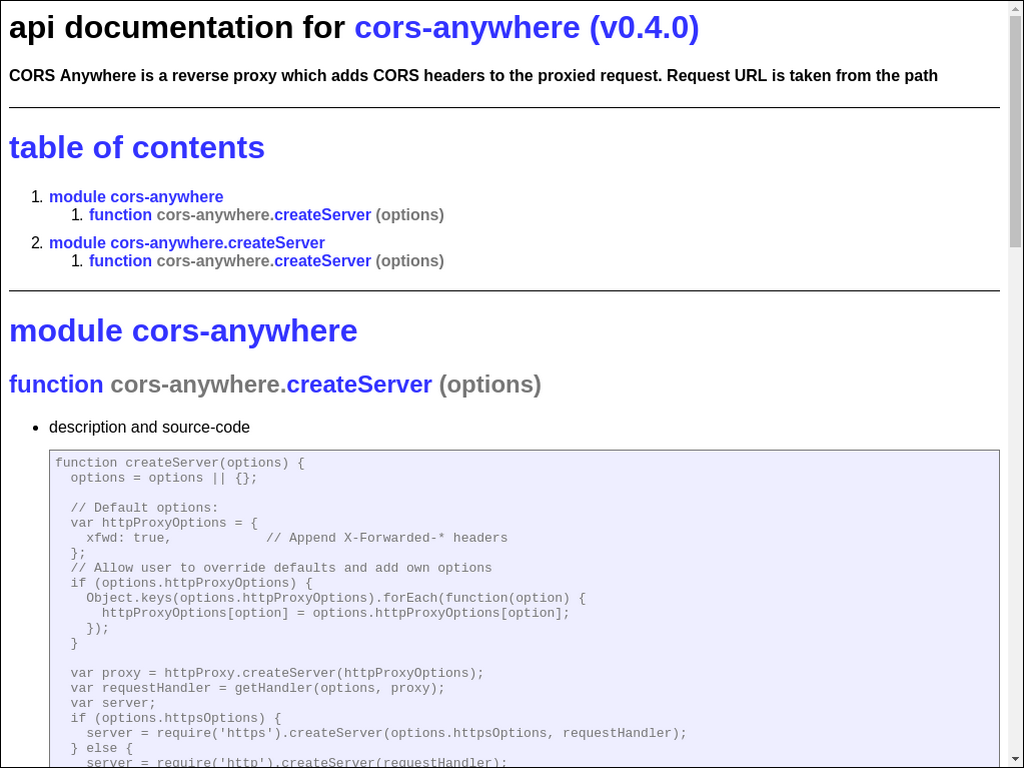 api documentation for cors-anywhere (v0.4.0)
CORS Anywhere is a reverse proxy which adds CORS headers to the proxied request. Request URL is taken from the path
table of contents
1. module cors-anywhere
1. function cors-anywhere.createServer (options)
2. module cors-anywhere.createServer
1. function cors-anywhere.createServer (options)
module cors-anywhere
function cors-anywhere.createServer (options)
• description and source-code
function createServer(options) {
  options = options || {};

  // Default options:
  var httpProxyOptions = {
    xfwd: true,            // Append X-Forwarded-* headers
  };
  // Allow user to override defaults and add own options
  if (options.httpProxyOptions) {
    Object.keys(options.httpProxyOptions).forEach(function(option) {
      httpProxyOptions[option] = options.httpProxyOptions[option];
    });
  }

  var proxy = httpProxy.createServer(httpProxyOptions);
  var requestHandler = getHandler(options, proxy);
  var server;
  if (options.httpsOptions) {
    server = require('https').createServer(options.httpsOptions, requestHandler);
  } else {
    server = require('http').createServer(requestHandler);